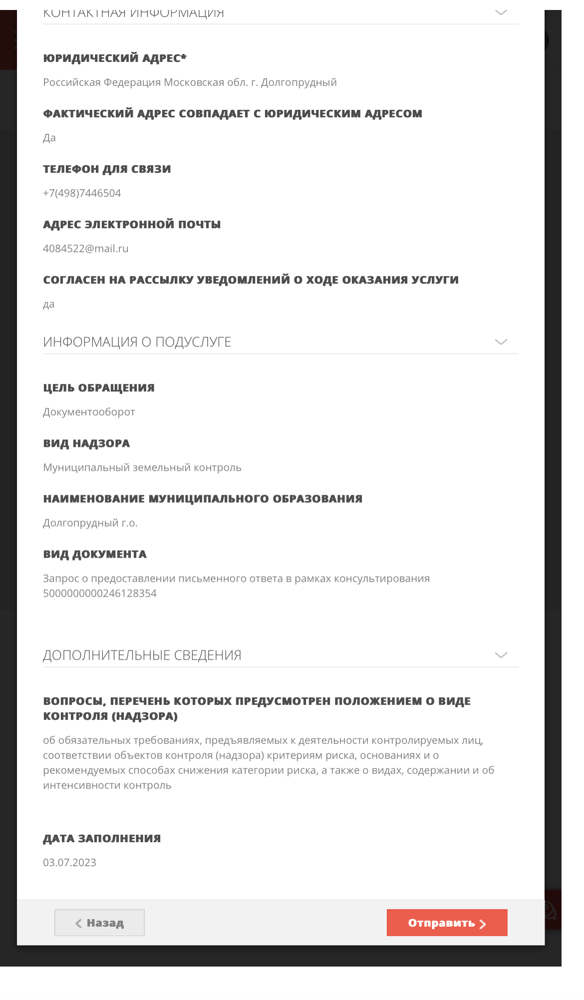 КОНТАКТНАЯ ИНФОРМАЦИЯ
ЮРИДИЧЕСКИЙ АДРЕС*
Российская Федерация Московская обл. г. Долгопрудный
ФАКТИЧЕСКИЙ АДРЕС СОВПАДАЕТ С ЮРИДИЧЕСКИМ АДРЕСОМ
Да
ТЕЛЕФОН ДЛЯ СВЯЗИ
+7(498)7446504
АДРЕС ЭЛЕКТРОННОЙ ПОЧТЫ
4084522@mail.ru
СОГЛАСЕН НА РАССЫЛКУ УВЕДОМЛЕНИЙ О ХОДЕ ОКАЗАНИЯ УСЛУГИ
да
ИНФОРМАЦИЯ О ПОДУСЛУГЕ
ЦЕЛЬ ОБРАЩЕНИЯ
Документооборот
ВИД НАДЗОРА
Муниципальный земельный контроль
НАИМЕНОВАНИЕ МУНИЦИПАЛЬНОГО ОБРАЗОВАНИЯ
Долгопрудный г.о.
ВИД ДОКУМЕНТА
Запрос о предоставлении письменного ответа в рамках консультирования
5000000000246128354
ДОПОЛНИТЕЛЬНЫЕ СВЕДЕНИЯ
ВОПРОСЫ, ПЕРЕЧЕНЬ КОТОРЫХ ПРЕДУСМОТРЕН ПОЛОЖЕНИЕМ О ВИДЕ
КОНТРОЛЯ (НАДЗОРА)
об обязательных требованиях, предъявляемых к деятельности контролируемых лиц,
соответствии объектов контроля (надзора) критериям риска, основаниях и о
рекомендуемых способах снижения категории риска, а также о видах, содержании и об
интенсивности контроль
ДАТА ЗАПОЛНЕНИЯ
03.07.2023
Назад
Отправить